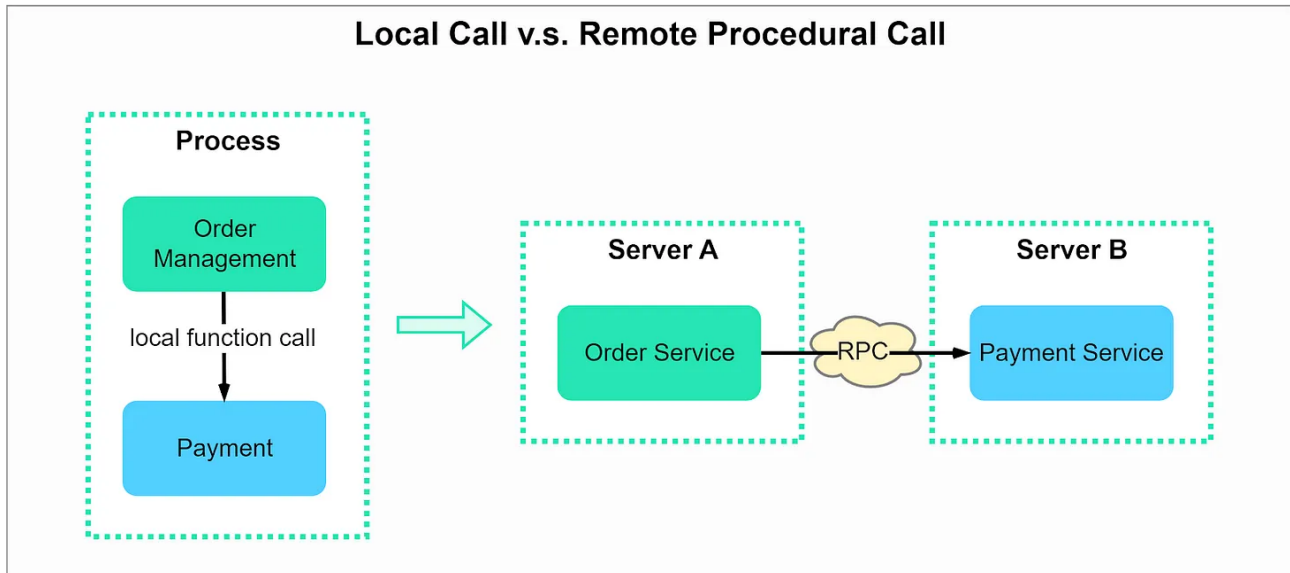 Local Call v.s. Remote Procedural Call
Process
Order
Management
local function call
Payment
Server A
Order Service
RPC
Server B
Payment Service